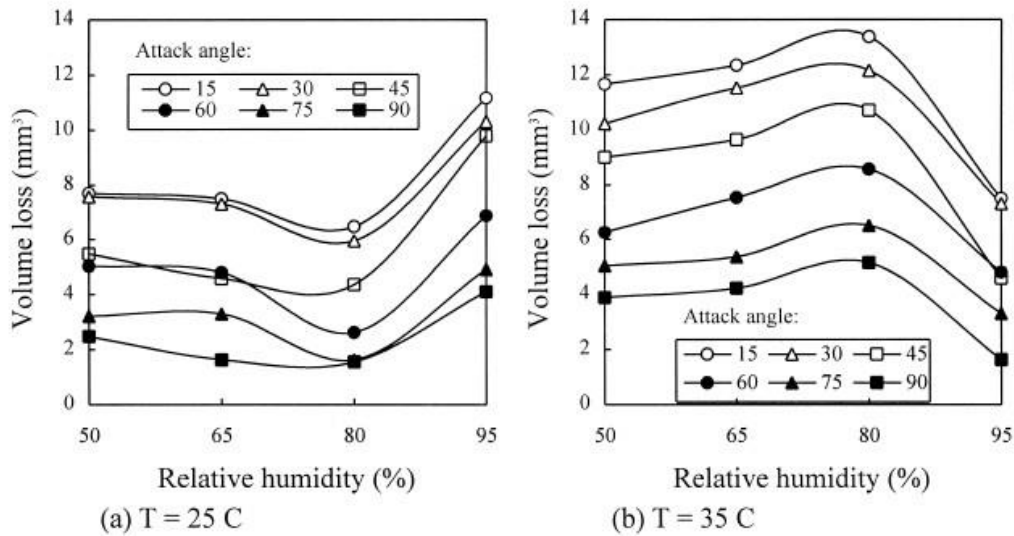 14
12
10
8
6
4
2
0
Volume loss (mm³)
Attack angle:
15 30 45
60 75 90
50 65 80 95
Relative humidity (%)
(a) T = 25 C
14
12
10
8
6
4
2
0
Volume loss (mm³)
Attack angle:
15 30 45
60 75 90
50 65 80 95
Relative humidity (%)
(b) T = 35 C